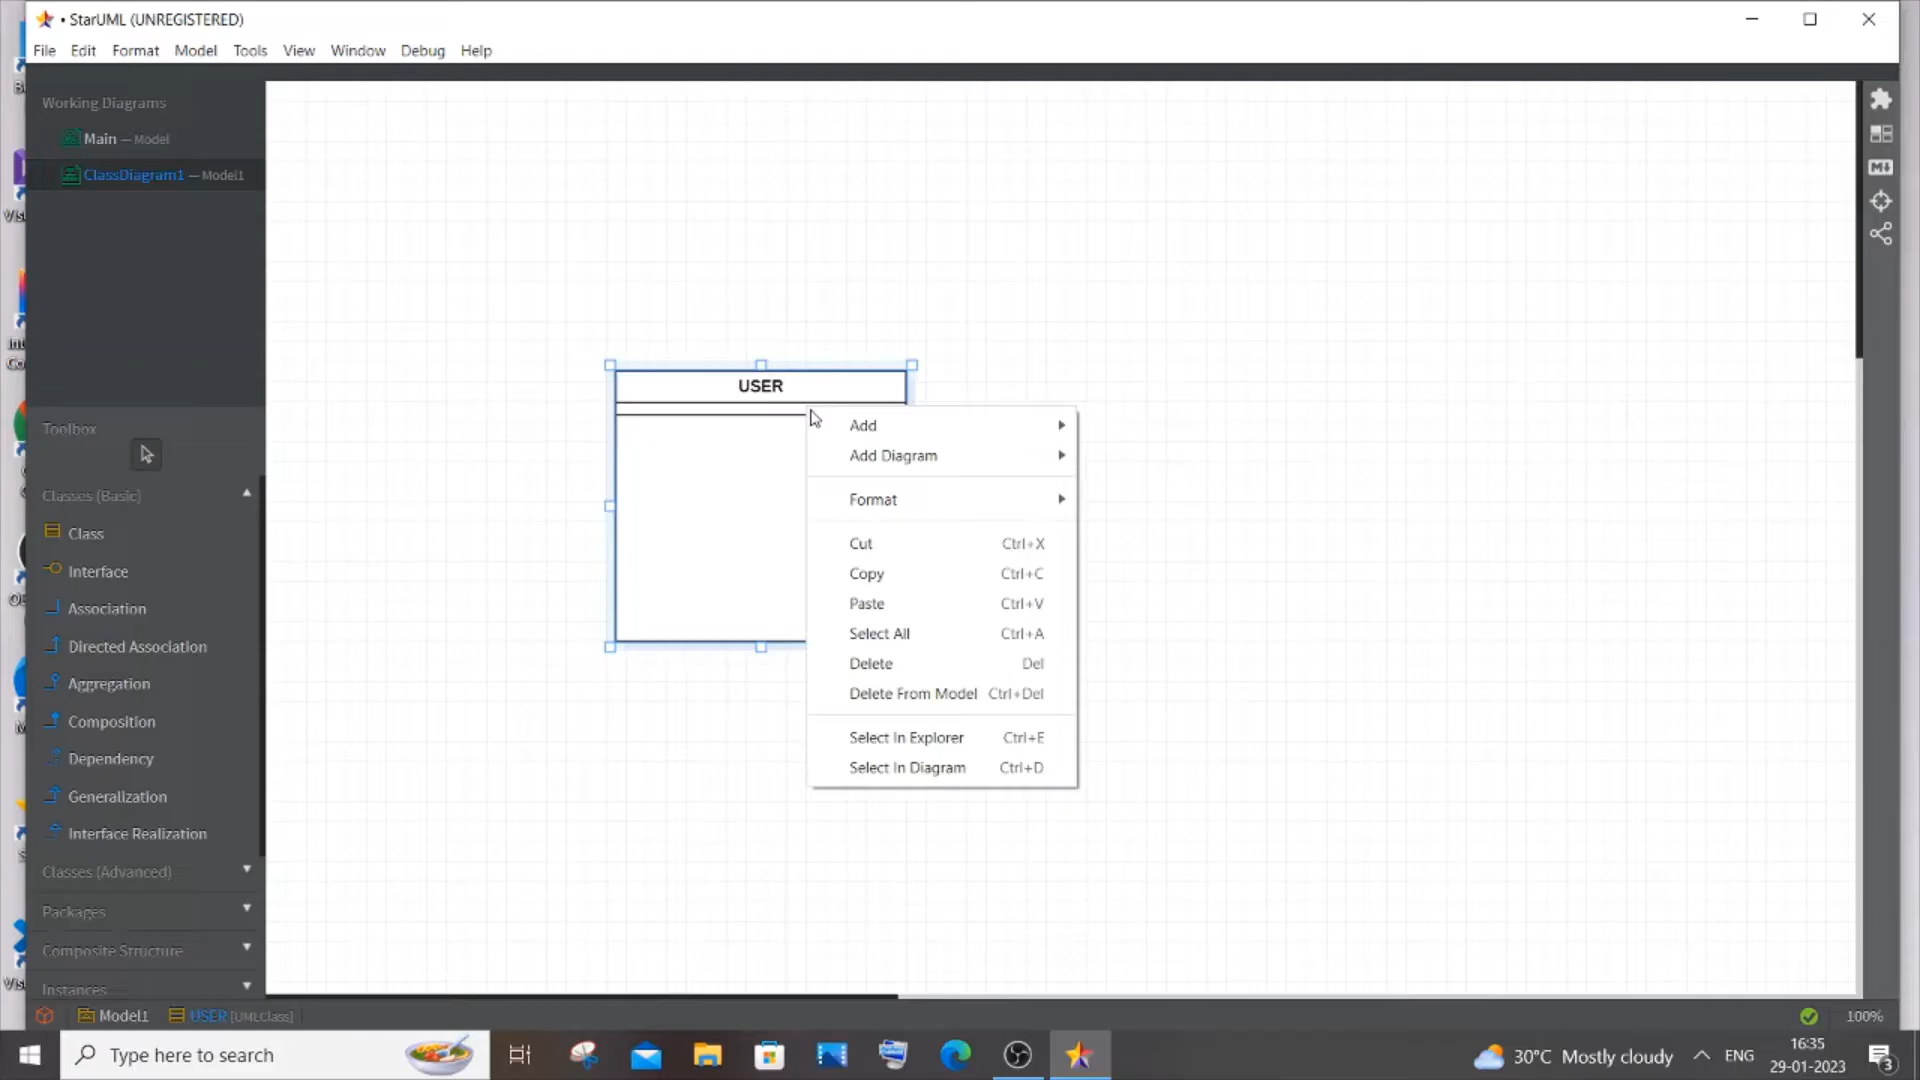 • StarUML (UNREGISTERED)
File Edit Format Model Tools View Window Debug Help
Working Diagrams
Main — Model
ClassDiagram1 — Model1
Toolbox
Classes (Basic)
Class
Interface
Association
Directed Association
Aggregation
Composition
Dependency
Generalization
Interface Realization
Classes (Advanced)
Packages
Composite Structure
Instances
USER
Add
Add Diagram
Format
Cut Ctrl+X
Copy Ctrl+C
Paste Ctrl+V
Select All Ctrl+A
Delete Del
Delete From Model Ctrl+Del
Select In Explorer Ctrl+E
Select In Diagram Ctrl+D
Model1 USER [UMLClass]
100%
Type here to search
30°C Mostly cloudy
ENG
16:35
29-01-2023
3